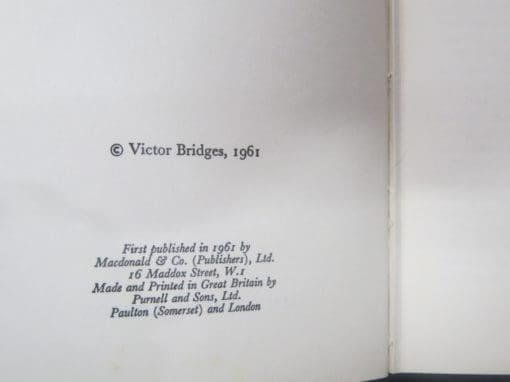 © Victor Bridges, 1961
First published in 1961 by
Macdonald & Co. (Publishers), Ltd.
16 Maddox Street, W.1
Made and Printed in Great Britain by
Purnell and Sons, Ltd.
Paulton (Somerset) and London